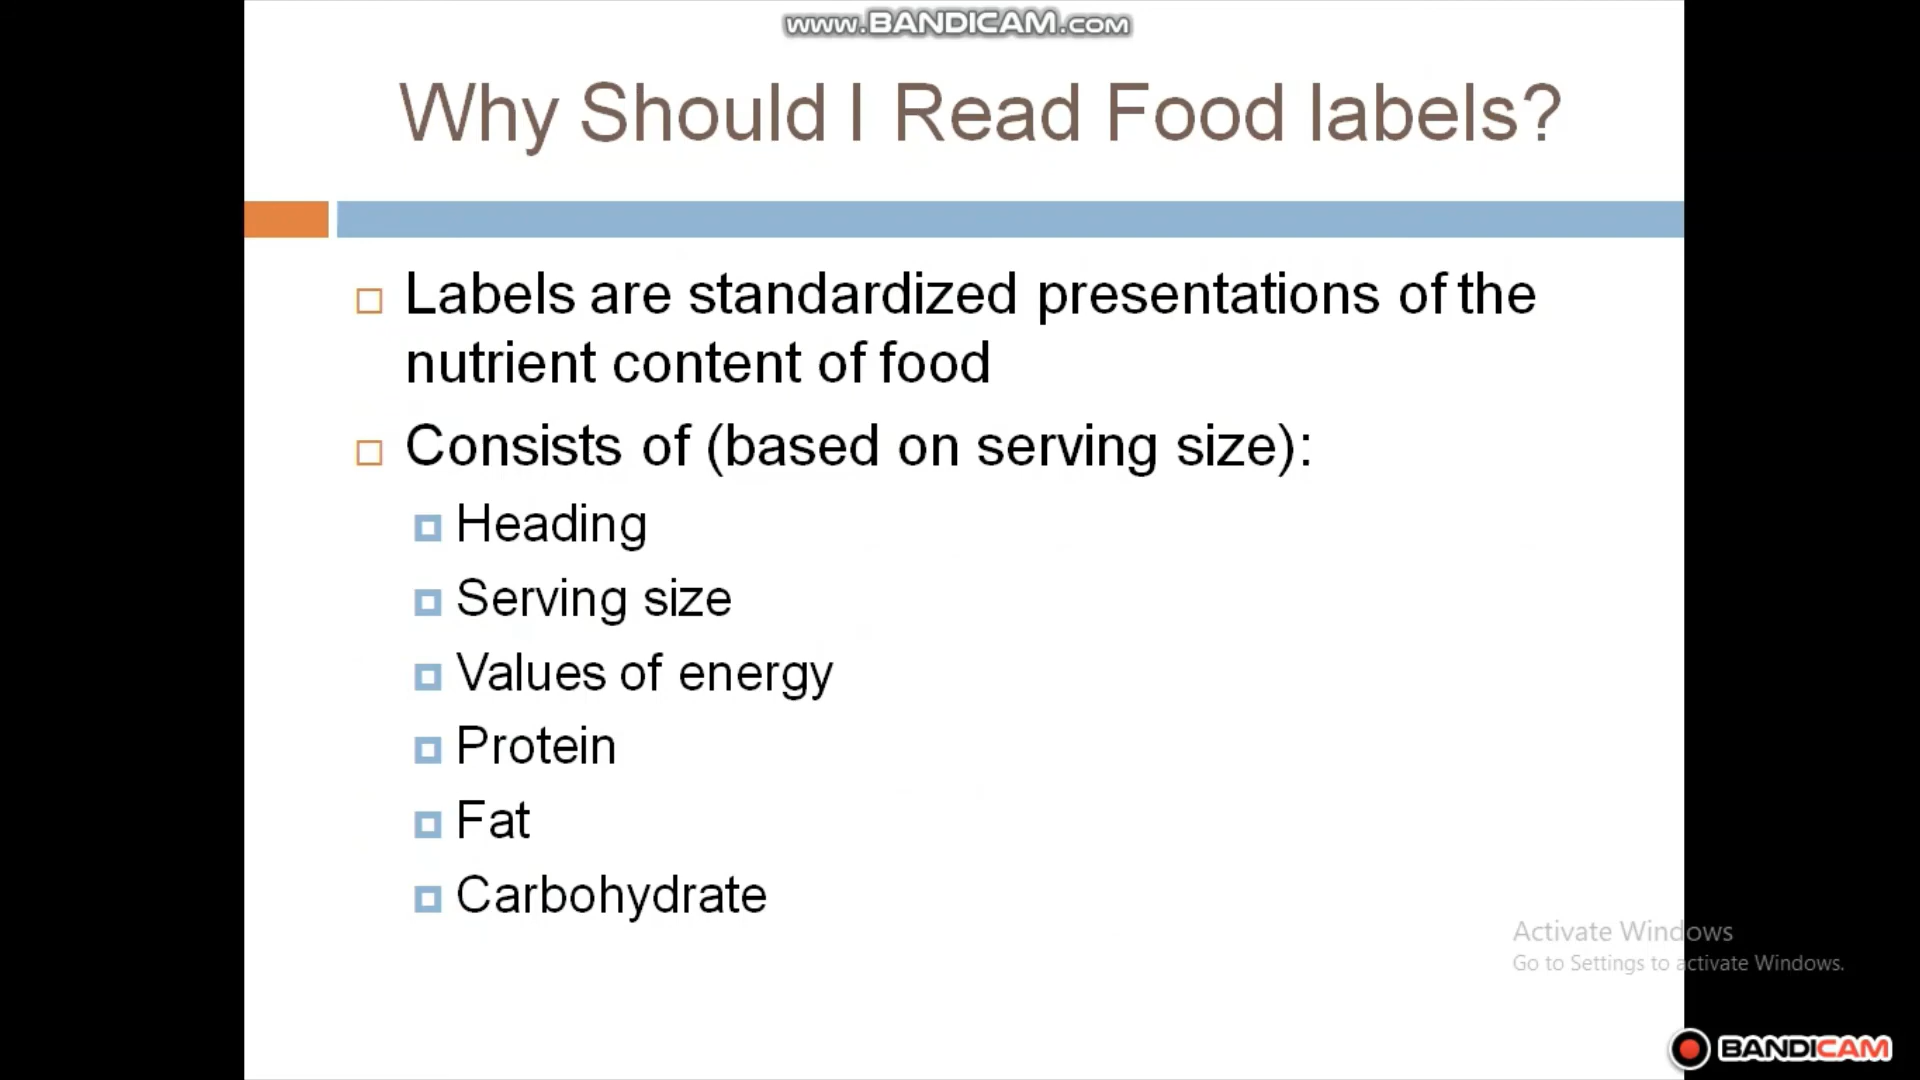 www.BANDICAM.com
Why Should I Read Food labels?
Labels are standardized presentations of the
nutrient content of food
Consists of (based on serving size):
Heading
Serving size
Values of energy
Protein
Fat
Carbohydrate
Activate Windows
Go to Settings to activate Windows.
BANDICAM